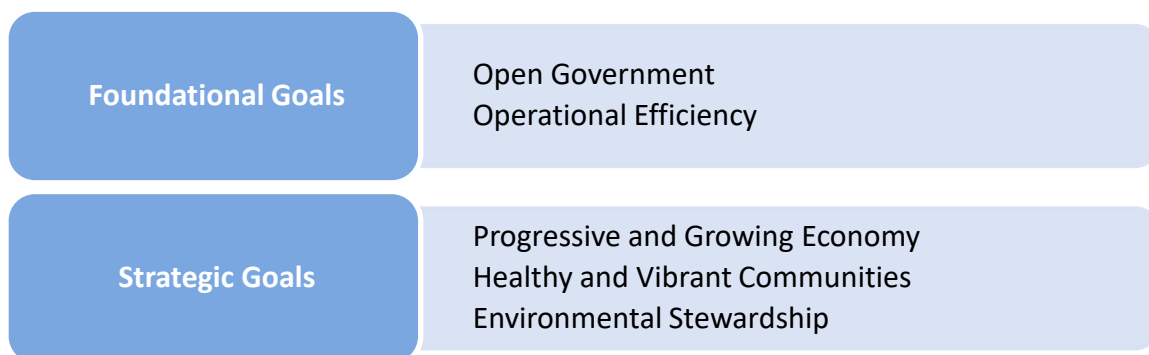 Foundational Goals
Open Government
Operational Efficiency
Strategic Goals
Progressive and Growing Economy
Healthy and Vibrant Communities
Environmental Stewardship